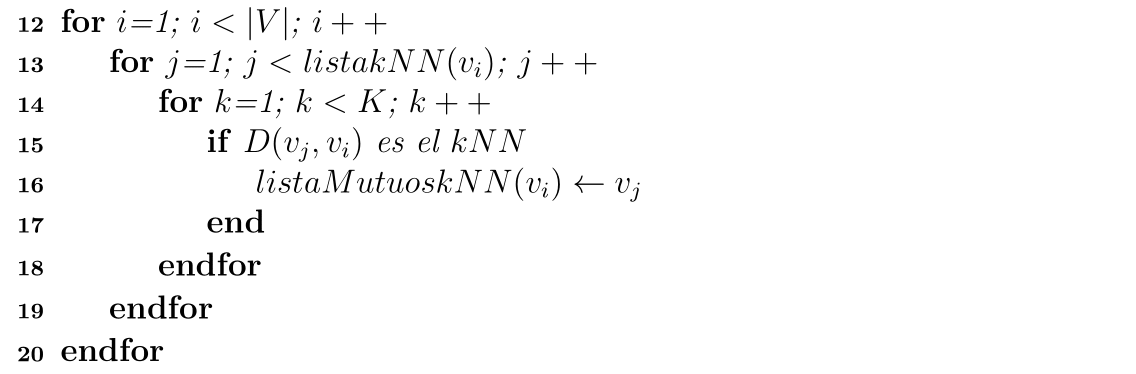 12 for i=1; i < |V|; i + +
13 for j=1; j < listakNN(v_i); j + +
14 for k=1; k < K; k + +
15 if D(v_j, v_i) es el kNN
16 listaMutuoskNN(v_i) ← v_j
17 end
18 endfor
19 endfor
20 endfor